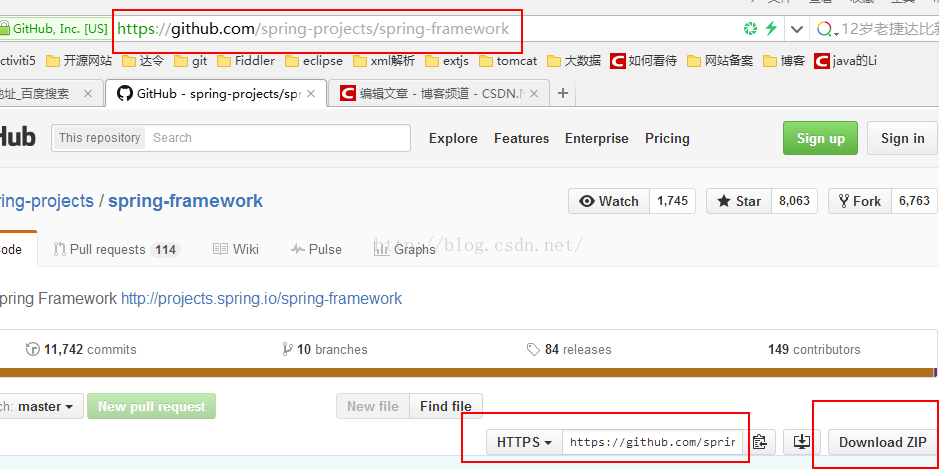 GitHub, Inc. [US] https://github.com/spring-projects/spring-framework 12岁老捷达比亲
ctiviti5 开源网站 达令 git Fiddler eclipse xml解析 extjs tomcat 大数据 如何看待 网站备案 博客 java的Li
地址_百度搜索 GitHub - spring-projects/spr 编辑文章 - 博客频道 - CSDN.N
Hub This repository Search Explore Features Enterprise Pricing Sign up Sign in
ring-projects / spring-framework Watch 1,745 Star 8,063 Fork 6,763
ode Pull requests 114 Wiki Pulse Graphs
http://blog.csdn.net/
pring Framework http://projects.spring.io/spring-framework
11,742 commits 10 branches 84 releases 149 contributors
ch: master New pull request New file Find file
HTTPS https://github.com/sprin Download ZIP